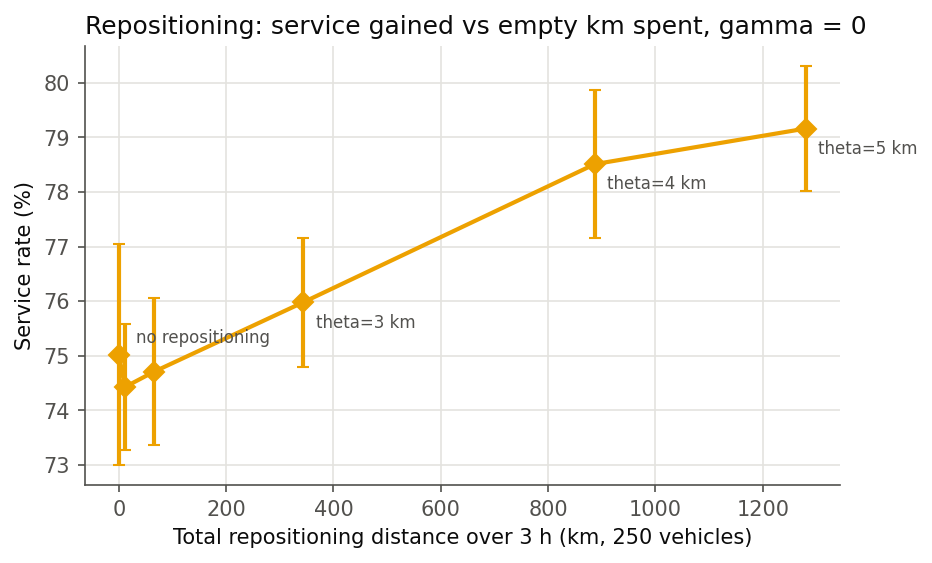 Repositioning: service gained vs empty km spent, gamma = 0
Service rate (%)
80
79
78
77
76
75
74
73
theta=5 km
theta=4 km
theta=3 km
no repositioning
0 200 400 600 800 1000 1200
Total repositioning distance over 3 h (km, 250 vehicles)